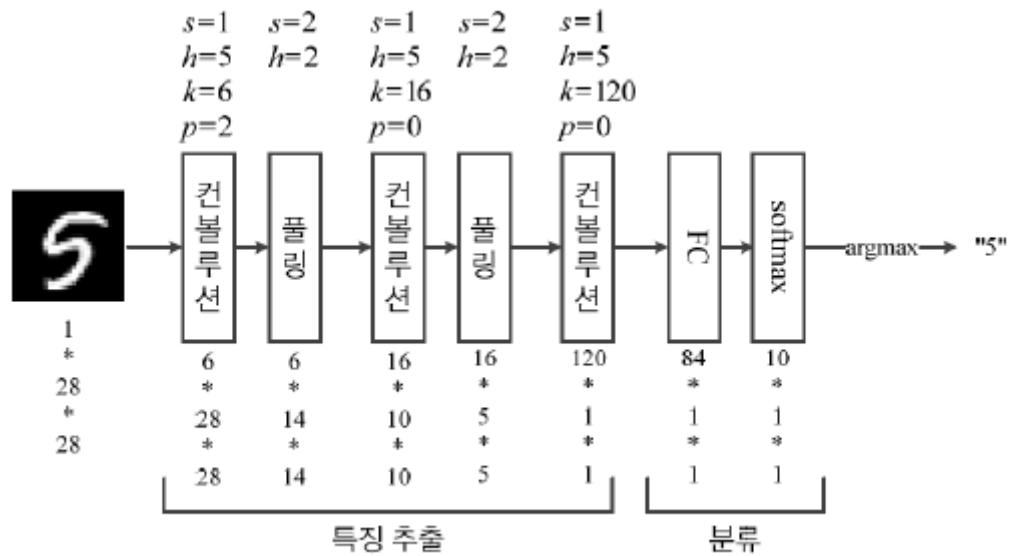 s=1 s=2 s=1 s=2 s=1
h=5 h=2 h=5 h=2 h=5
k=6 k=16 k=120
p=2 p=0 p=0
컨볼루션 풀링 컨볼루션 풀링 컨볼루션 FC softmax argmax "5"
1
*
28
*
28
6 6 16 16 120 84 10
* * * * * * *
28 14 10 5 1 1 1
* * * * * * *
28 14 10 5 1 1 1
특징 추출 분류